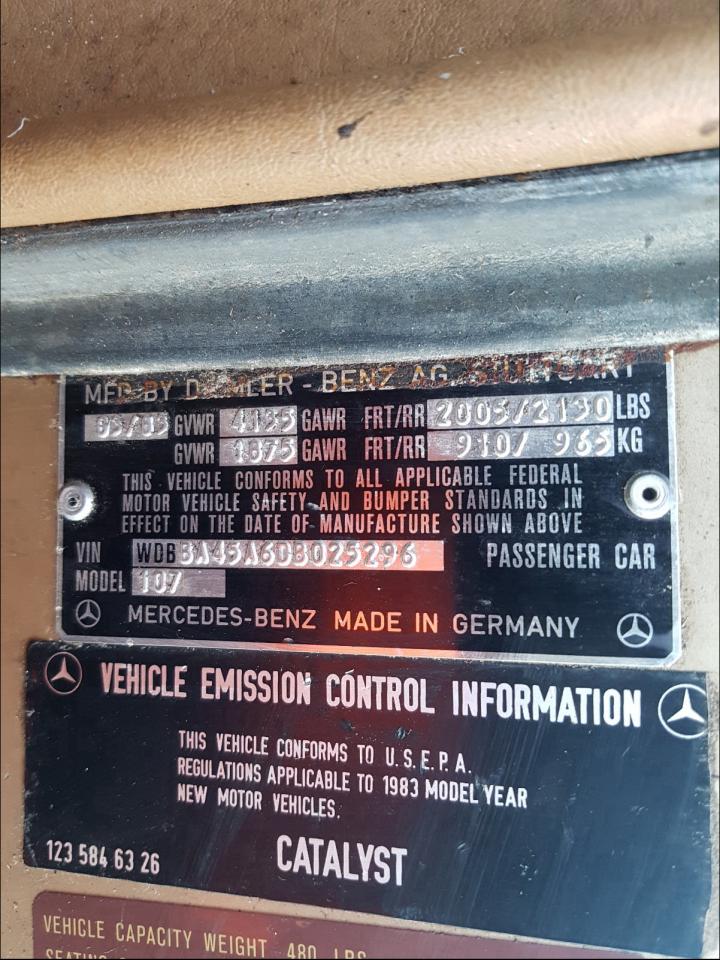 MFG BY DAIMLER - BENZ AG STUTTGART
GVWR 4135 GAWR FRT/RR 2005/2130 LBS
GVWR 1875 GAWR FRT/RR 910/ 965 KG
THIS VEHICLE CONFORMS TO ALL APPLICABLE FEDERAL
MOTOR VEHICLE SAFETY AND BUMPER STANDARDS IN
EFFECT ON THE DATE OF MANUFACTURE SHOWN ABOVE
VIN WDBBA45A6DB025296 PASSENGER CAR
MODEL 107
MERCEDES-BENZ MADE IN GERMANY
VEHICLE EMISSION CONTROL INFORMATION
THIS VEHICLE CONFORMS TO U.S.E.P.A.
REGULATIONS APPLICABLE TO 1983 MODEL YEAR
NEW MOTOR VEHICLES.
123 584 63 26 CATALYST
VEHICLE CAPACITY WEIGHT 480 LBS